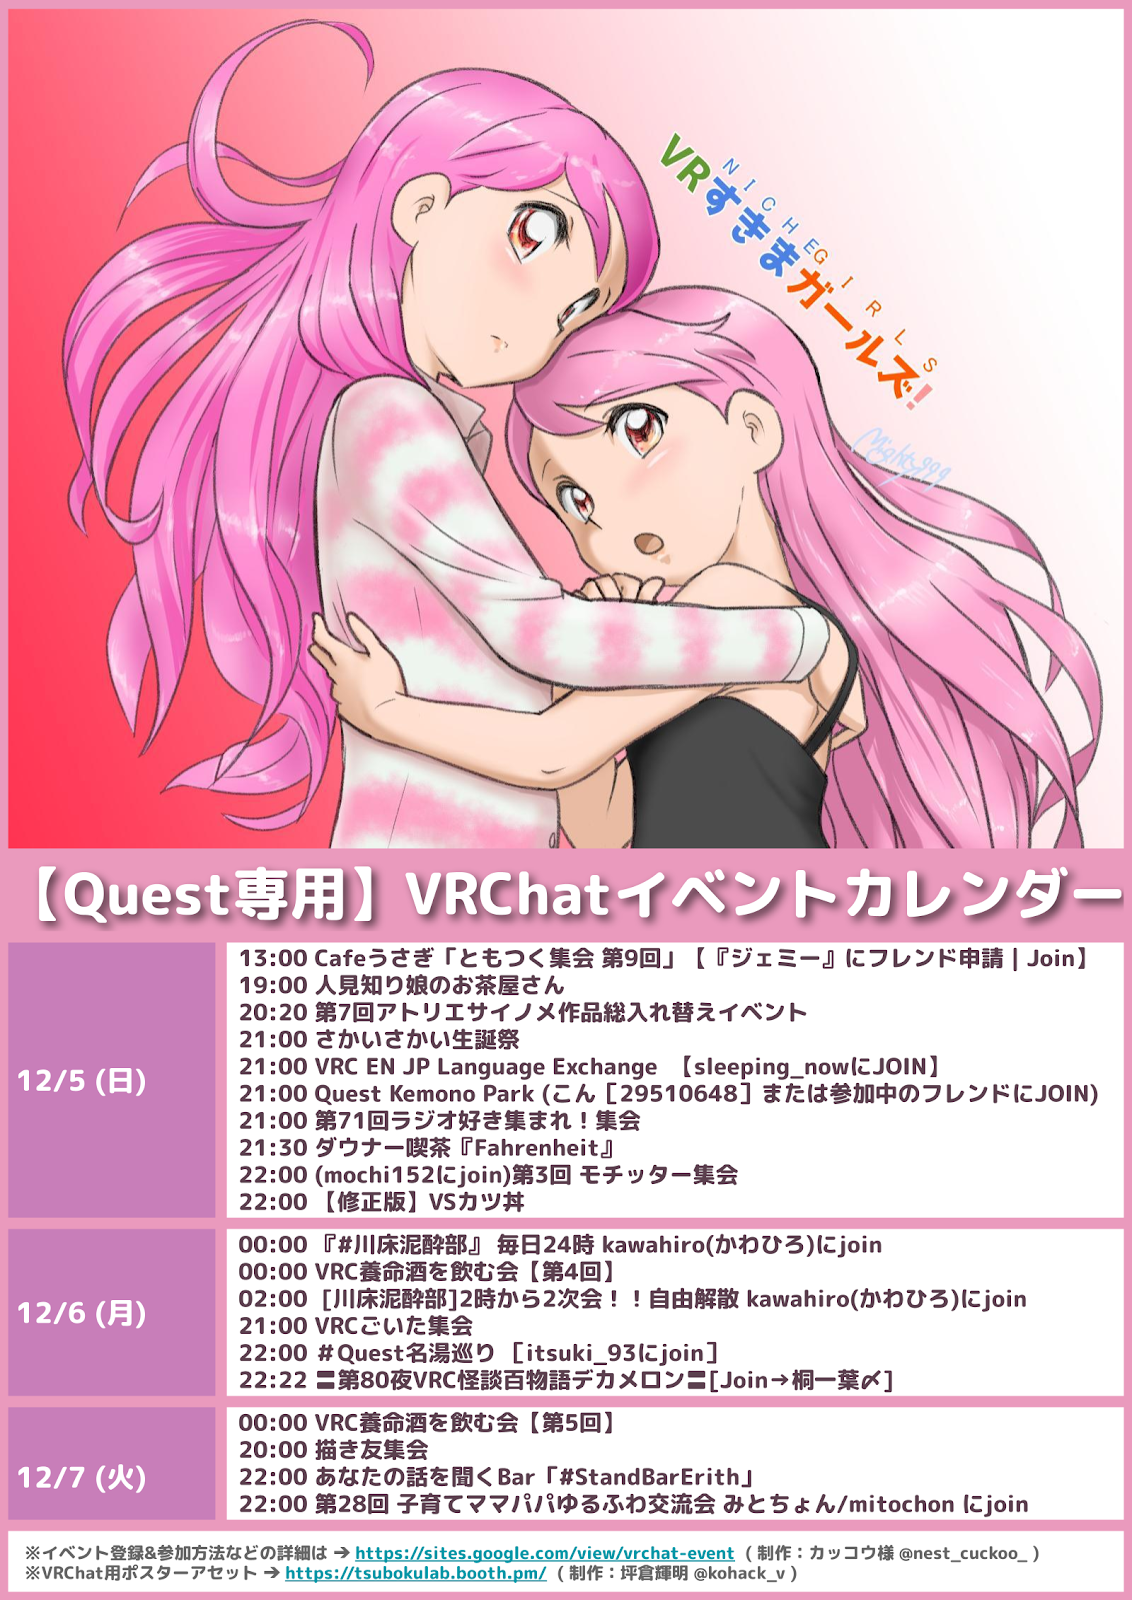 NICHE GIRLS
VRすきまガールズ!
Mighty999
【Quest専用】VRChatイベントカレンダー
12/5 (日)
13:00 Cafeうさぎ「ともつく集会 第9回」【『ジェミー』にフレンド申請 | Join】
19:00 人見知り娘のお茶屋さん
20:20 第7回アトリエサイノメ作品総入れ替えイベント
21:00 さかいさかい生誕祭
21:00 VRC EN JP Language Exchange 【sleeping_nowにJOIN】
21:00 Quest Kemono Park (こん［29510648］または参加中のフレンドにJOIN)
21:00 第71回ラジオ好き集まれ！集会
21:30 ダウナー喫茶『Fahrenheit』
22:00 (mochi152にjoin)第3回 モチッター集会
22:00 【修正版】VSカツ丼
12/6 (月)
00:00 『#川床泥酔部』 毎日24時 kawahiro(かわひろ)にjoin
00:00 VRC養命酒を飲む会【第4回】
02:00 [川床泥酔部]2時から2次会！！自由解散 kawahiro(かわひろ)にjoin
21:00 VRCごいた集会
22:00 ＃Quest名湯巡り ［itsuki_93にjoin］
22:22 〓第80夜VRC怪談百物語デカメロン〓[Join→桐一葉〆]
12/7 (火)
00:00 VRC養命酒を飲む会【第5回】
20:00 描き友集会
22:00 あなたの話を聞くBar「#StandBarErith」
22:00 第28回 子育てママパパゆるふわ交流会 みとちょん/mitochon にjoin
※イベント登録&参加方法などの詳細は → https://sites.google.com/view/vrchat-event ( 制作：カッコウ様 @nest_cuckoo_ )
※VRChat用ポスターアセット → https://tsubokulab.booth.pm/ ( 制作：坪倉輝明 @kohack_v )